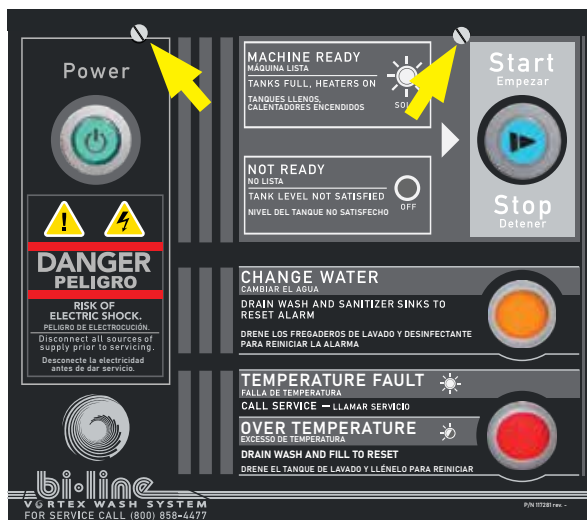 Power
DANGER
PELIGRO
RISK OF
ELECTRIC SHOCK.
PELIGRO DE ELECTROCUCIÓN.
Disconnect all sources of
supply prior to servicing.
Desconecte la electricidad
antes de dar servicio.
bi·line
VORTEX WASH SYSTEM
FOR SERVICE CALL (800) 858-4477
MACHINE READY
MÁQUINA LISTA
TANKS FULL, HEATERS ON
TANQUES LLENOS,
CALENTADORES ENCENDIDOS
NOT READY
NO LISTA
TANK LEVEL NOT SATISFIED
NIVEL DEL TANQUE NO SATISFECHO
OFF
Start
Empezar
Stop
Detener
CHANGE WATER
CAMBIAR EL AGUA
DRAIN WASH AND SANITIZER SINKS TO
RESET ALARM
DRENE LOS FREGADEROS DE LAVADO Y DESINFECTANTE
PARA REINICIAR LA ALARMA
TEMPERATURE FAULT
FALLA DE TEMPERATURA
CALL SERVICE – LLAMAR SERVICIO
OVER TEMPERATURE
EXCESSO DE TEMPERATURA
DRAIN WASH AND FILL TO RESET
DRENE EL TANQUE DE LAVADO Y LLÉNELO PARA REINICIAR
P/N 117281 rev. -